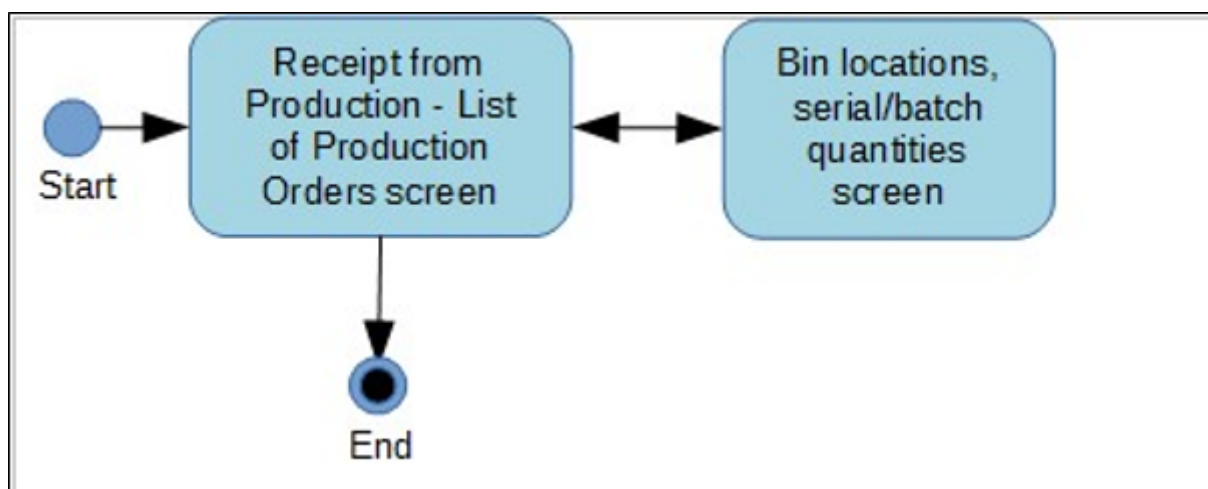 Receipt from
Production - List
of Production
Orders screen
Bin locations,
serial/batch
quantities
screen
Start
End